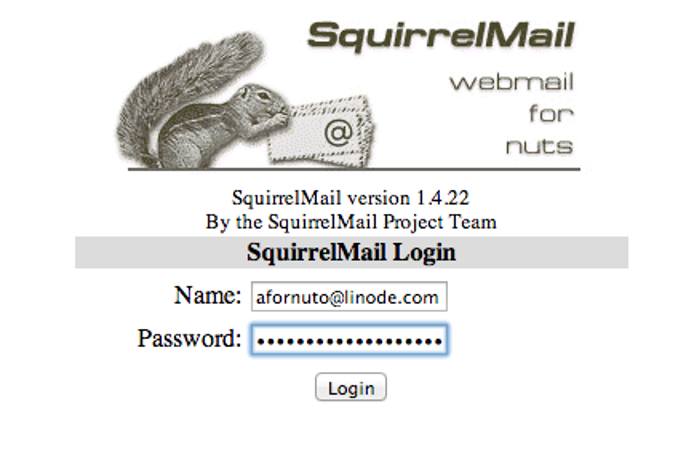 SquirrelMail
webmail
for
nuts
@
SquirrelMail version 1.4.22
By the SquirrelMail Project Team
SquirrelMail Login
Name: afornuto@linode.com
Password: •••••••••••••••••••
Login